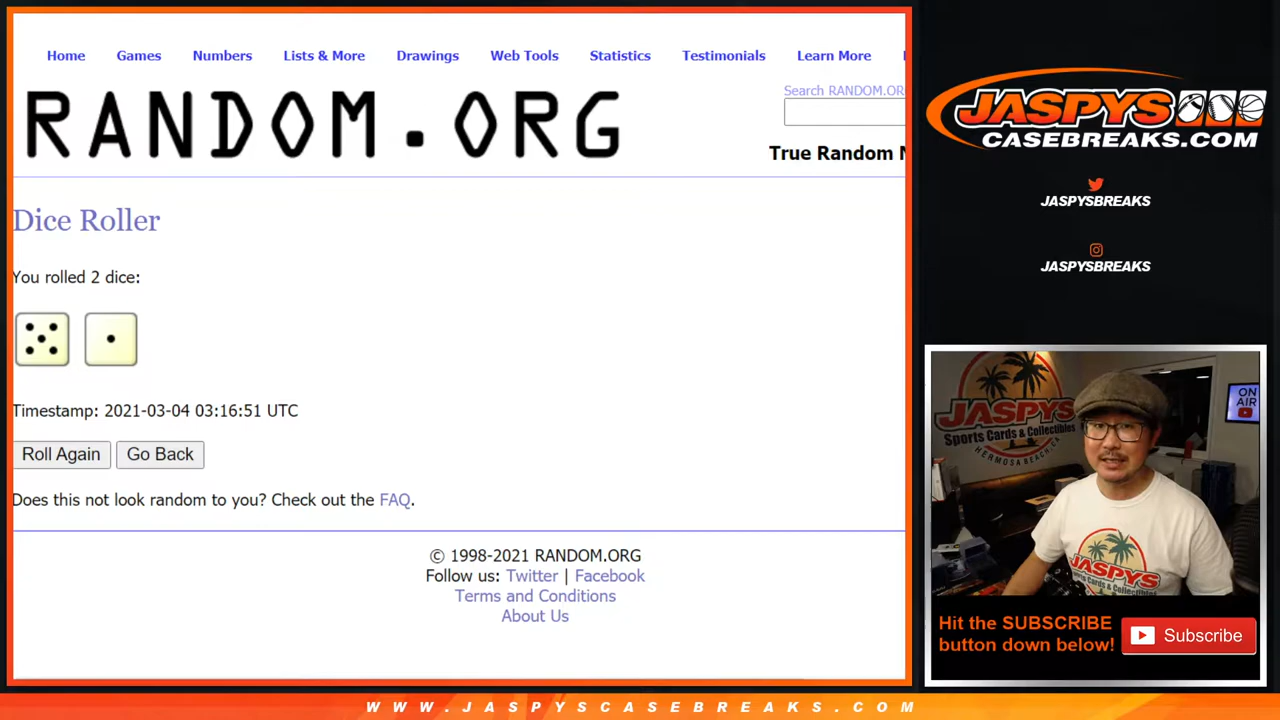 Home Games Numbers Lists & More Drawings Web Tools Statistics Testimonials Learn More
RANDOM.ORG
Search RANDOM.OR
True Random N
Dice Roller
You rolled 2 dice:
Timestamp: 2021-03-04 03:16:51 UTC
Roll Again Go Back
Does this not look random to you? Check out the FAQ.
© 1998-2021 RANDOM.ORG
Follow us: Twitter | Facebook
Terms and Conditions
About Us
JASPYS
CASEBREAKS.COM
JASPYSBREAKS
JASPYSBREAKS
JASPYS
Sports Cards & Collectibles
HERMOSA BEACH, CA
ON
AIR
JASPYS
Hit the SUBSCRIBE
button down below!
Subscribe
WWW.JASPYSCASEBREAKS.COM